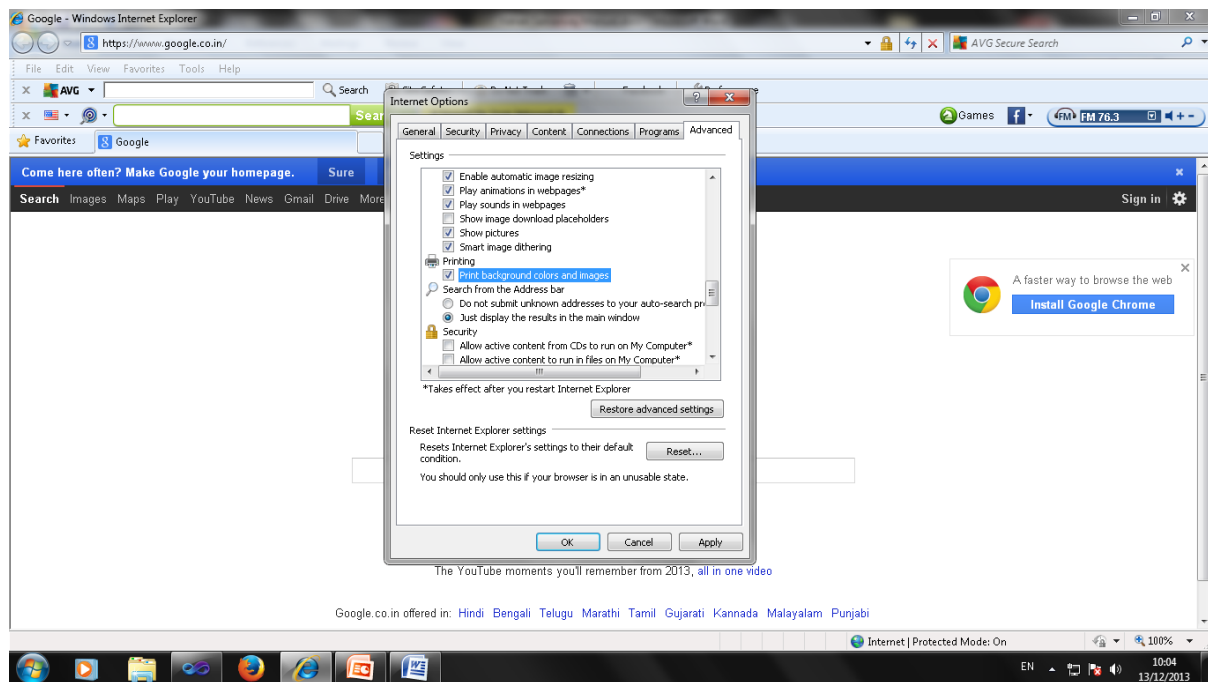 Google - Windows Internet Explorer
https://www.google.co.in/
AVG Secure Search
File Edit View Favorites Tools Help
x AVG Search
Internet Options
Games FM FM 76.3
Favorites Google
General Security Privacy Content Connections Programs Advanced
Come here often? Make Google your homepage. Sure
Search Images Maps Play YouTube News Gmail Drive More
Sign in
Settings
Enable automatic image resizing
Play animations in webpages*
Play sounds in webpages
Show image download placeholders
Show pictures
Smart image dithering
Printing
Print background colors and images
Search from the Address bar
Do not submit unknown addresses to your auto-search
Just display the results in the main window
Security
Allow active content from CDs to run on My Computer*
Allow active content to run in files on My Computer*
*Takes effect after you restart Internet Explorer
Restore advanced settings
Reset Internet Explorer settings
Resets Internet Explorer's settings to their default
condition.
Reset...
You should only use this if your browser is in an unusable state.
OK Cancel Apply
A faster way to browse the web
Install Google Chrome
The YouTube moments you'll remember from 2013, all in one video
Google.co.in offered in: Hindi Bengali Telugu Marathi Tamil Gujarati Kannada Malayalam Punjabi
Internet | Protected Mode: On 100%
EN 10:04
13/12/2013